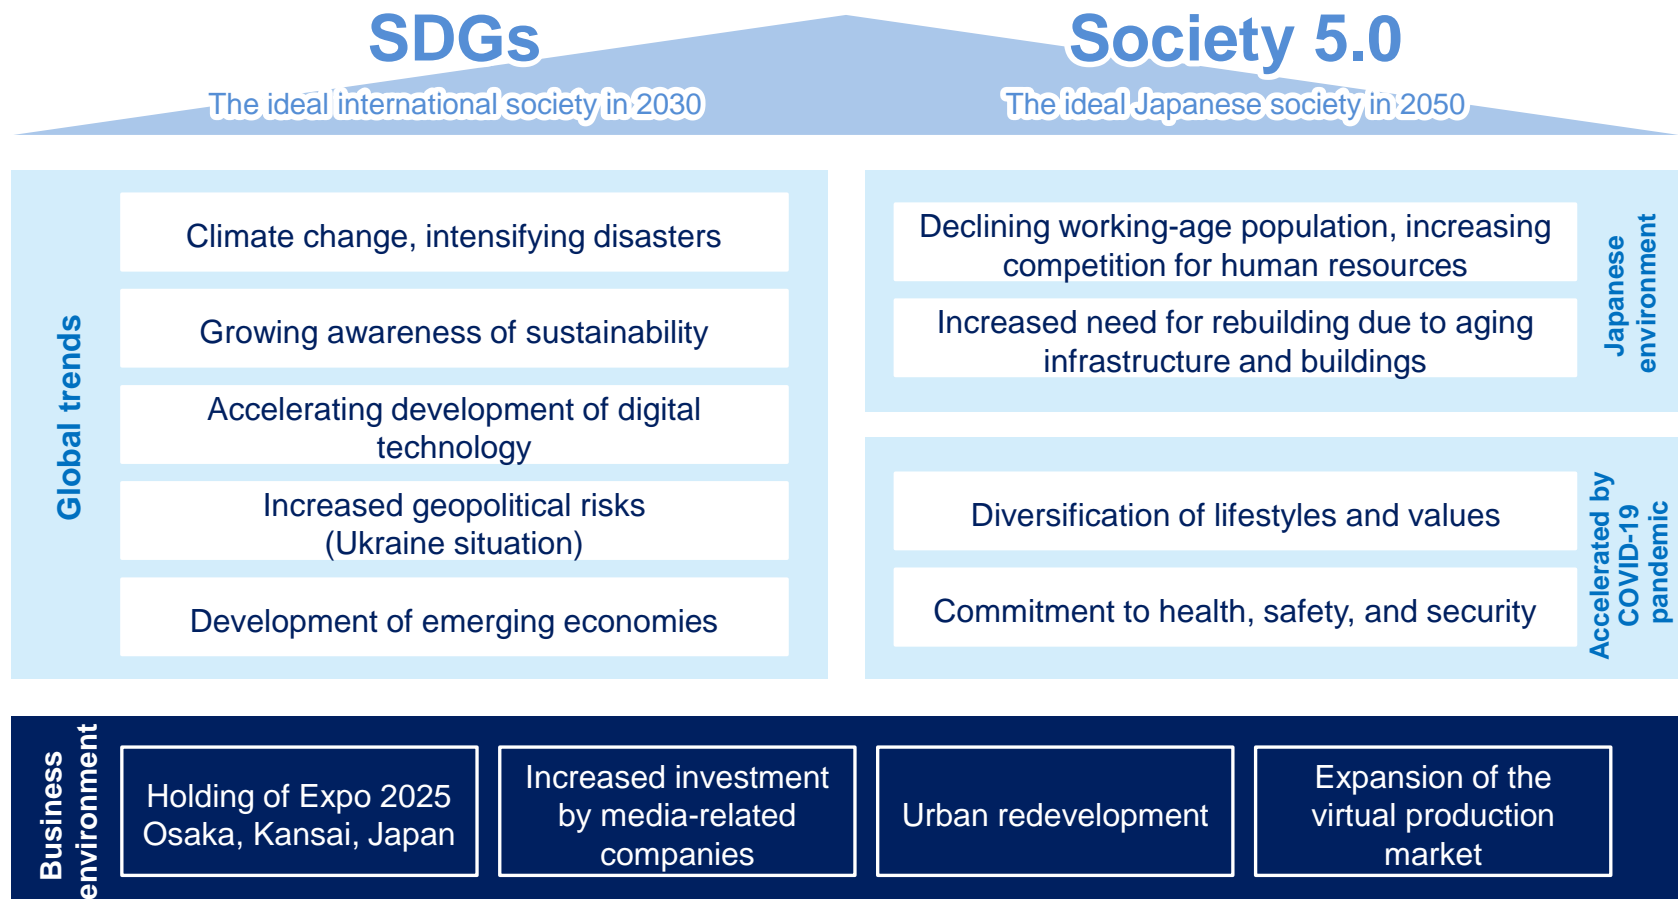 SDGs
The ideal international society in 2030
Society 5.0
The ideal Japanese society in 2050
Global trends
Climate change, intensifying disasters
Growing awareness of sustainability
Accelerating development of digital
technology
Increased geopolitical risks
(Ukraine situation)
Development of emerging economies
Declining working-age population, increasing
competition for human resources
Increased need for rebuilding due to aging
infrastructure and buildings
Japanese
environment
Diversification of lifestyles and values
Commitment to health, safety, and security
Accelerated by
COVID-19
pandemic
Business
environment
Holding of Expo 2025
Osaka, Kansai, Japan
Increased investment
by media-related
companies
Urban redevelopment
Expansion of the
virtual production
market